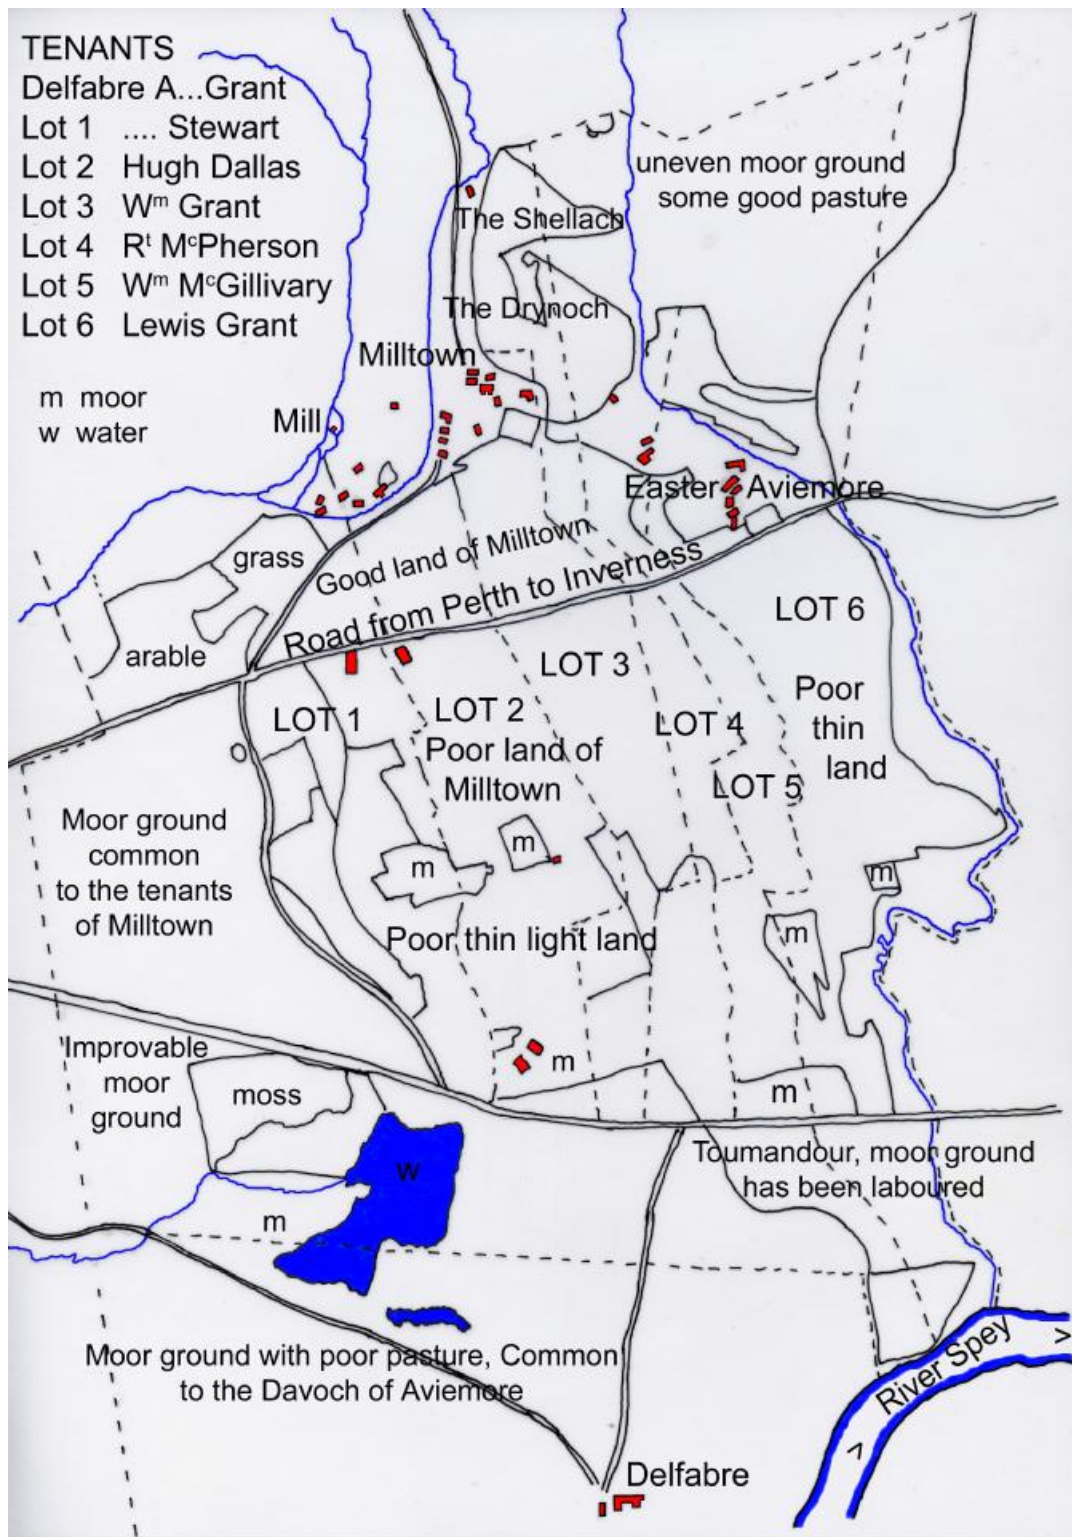 TENANTS
Delfabre A...Grant
Lot 1 .... Stewart
Lot 2 Hugh Dallas
Lot 3 Wᵐ Grant
Lot 4 Rᵗ MᶜPherson
Lot 5 Wᵐ MᶜGillivary
Lot 6 Lewis Grant
m moor
w water
uneven moor ground
some good pasture
The Shellach
The Drynoch
Milltown
Mill
Easter Aviemore
grass
Good land of Milltown
Road from Perth to Inverness
arable
LOT 6
LOT 3
LOT 1
LOT 2
LOT 4
Poor
thin
land
Poor land of
Milltown
LOT 5
Moor ground
common
to the tenants
of Milltown
m
m
m
m
Poor thin light land
Improvable
moor
ground
moss
m
m
w
m
Toumandour, moor ground
has been laboured
Moor ground with poor pasture, Common
to the Davoch of Aviemore
River Spey
>
>
Delfabre